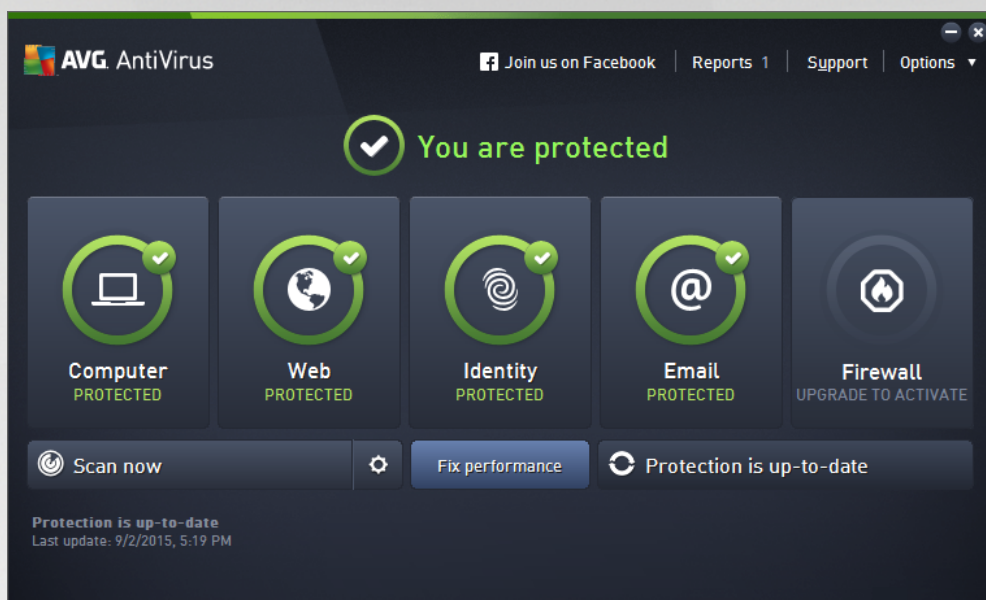 AVG. AntiVirus
Join us on Facebook
Reports 1
Support
Options
You are protected
Computer
PROTECTED
Web
PROTECTED
Identity
PROTECTED
Email
PROTECTED
Firewall
UPGRADE TO ACTIVATE
Scan now
Fix performance
Protection is up-to-date
Protection is up-to-date
Last update: 9/2/2015, 5:19 PM